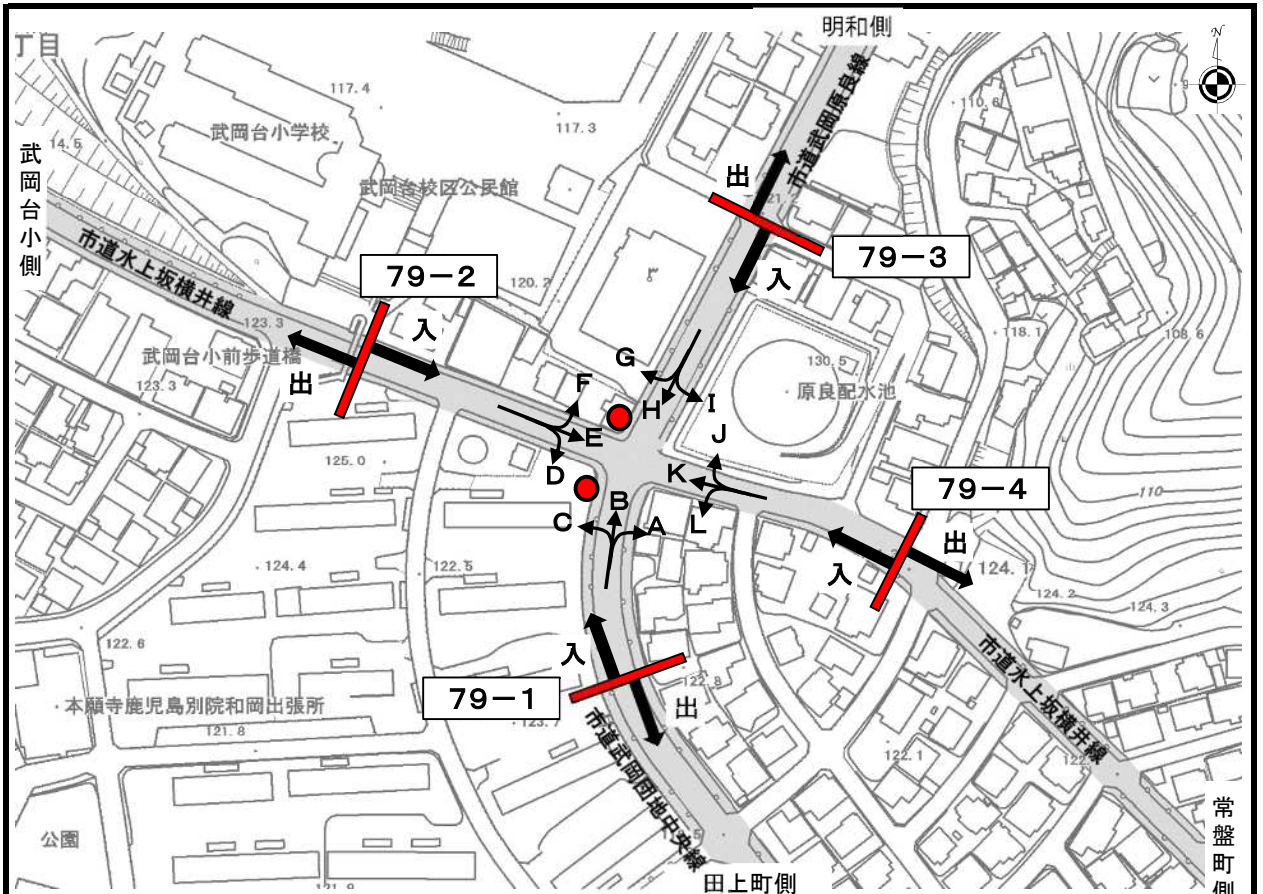 明和側
N
丁目
117.4
武岡台小学校
117.3
市道武岡原良線
110.6
14.5
武岡台小側
武岡台校区公民館
出
79－3
入
市道水上坂横井線
79－2
120.2
入
123.3
118.1
108.6
武岡台小前歩道橋
130.5
原良配水池
123.3
出
G
F
H
I
E
J
125.0
D
K
79－4
110
B
C
A
L
出
入
124.1
124.4
122.5
124.2
124.3
122.6
入
市道水上坂横井線
122.8
79－1
出
本願寺鹿児島別院和岡出張所
123.7
121.8
市道武岡団地中央線
122.1
常盤町側
公園
田上町側